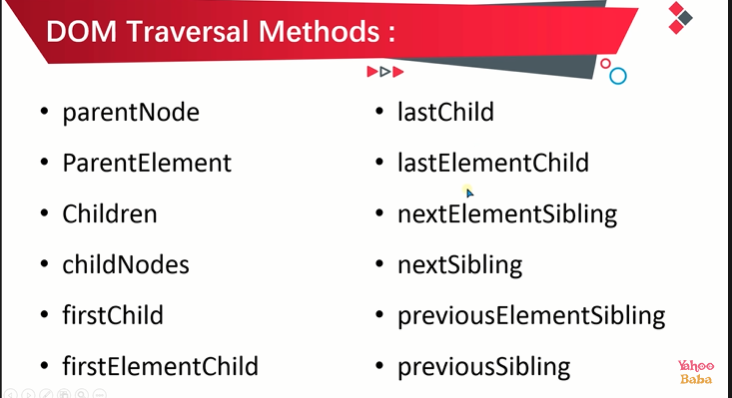 DOM Traversal Methods :
• parentNode
• ParentElement
• Children
• childNodes
• firstChild
• firstElementChild
• lastChild
• lastElementChild
• nextElementSibling
• nextSibling
• previousElementSibling
• previousSibling
Yahoo
Baba